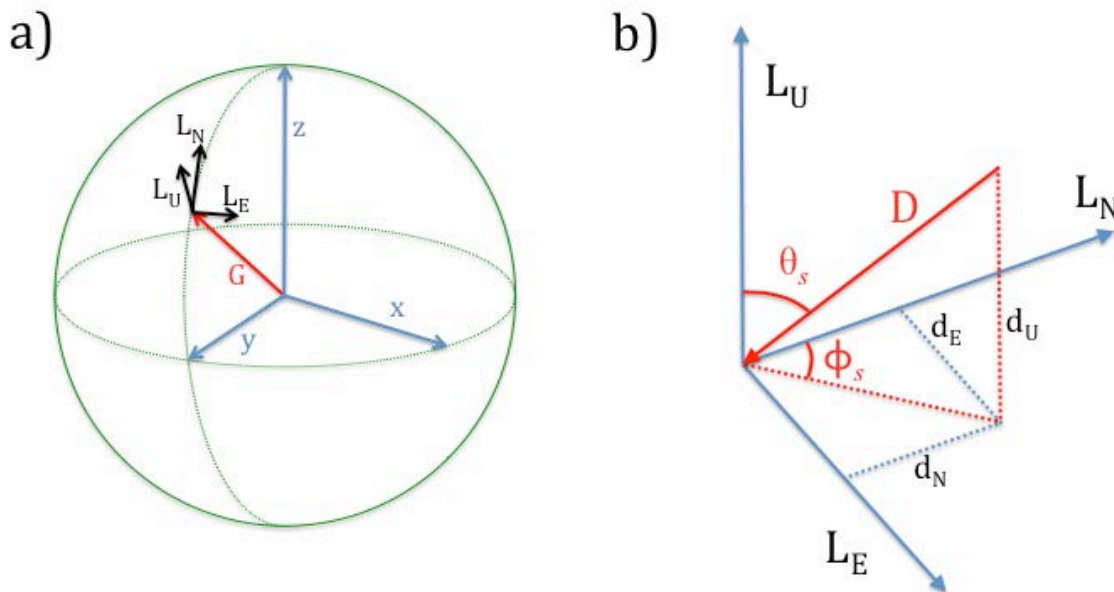 a)
z
L_N
L_U
L_E
G
x
y
b)
L_U
L_N
D
θ_s
d_E
d_U
ϕ_s
d_N
L_E